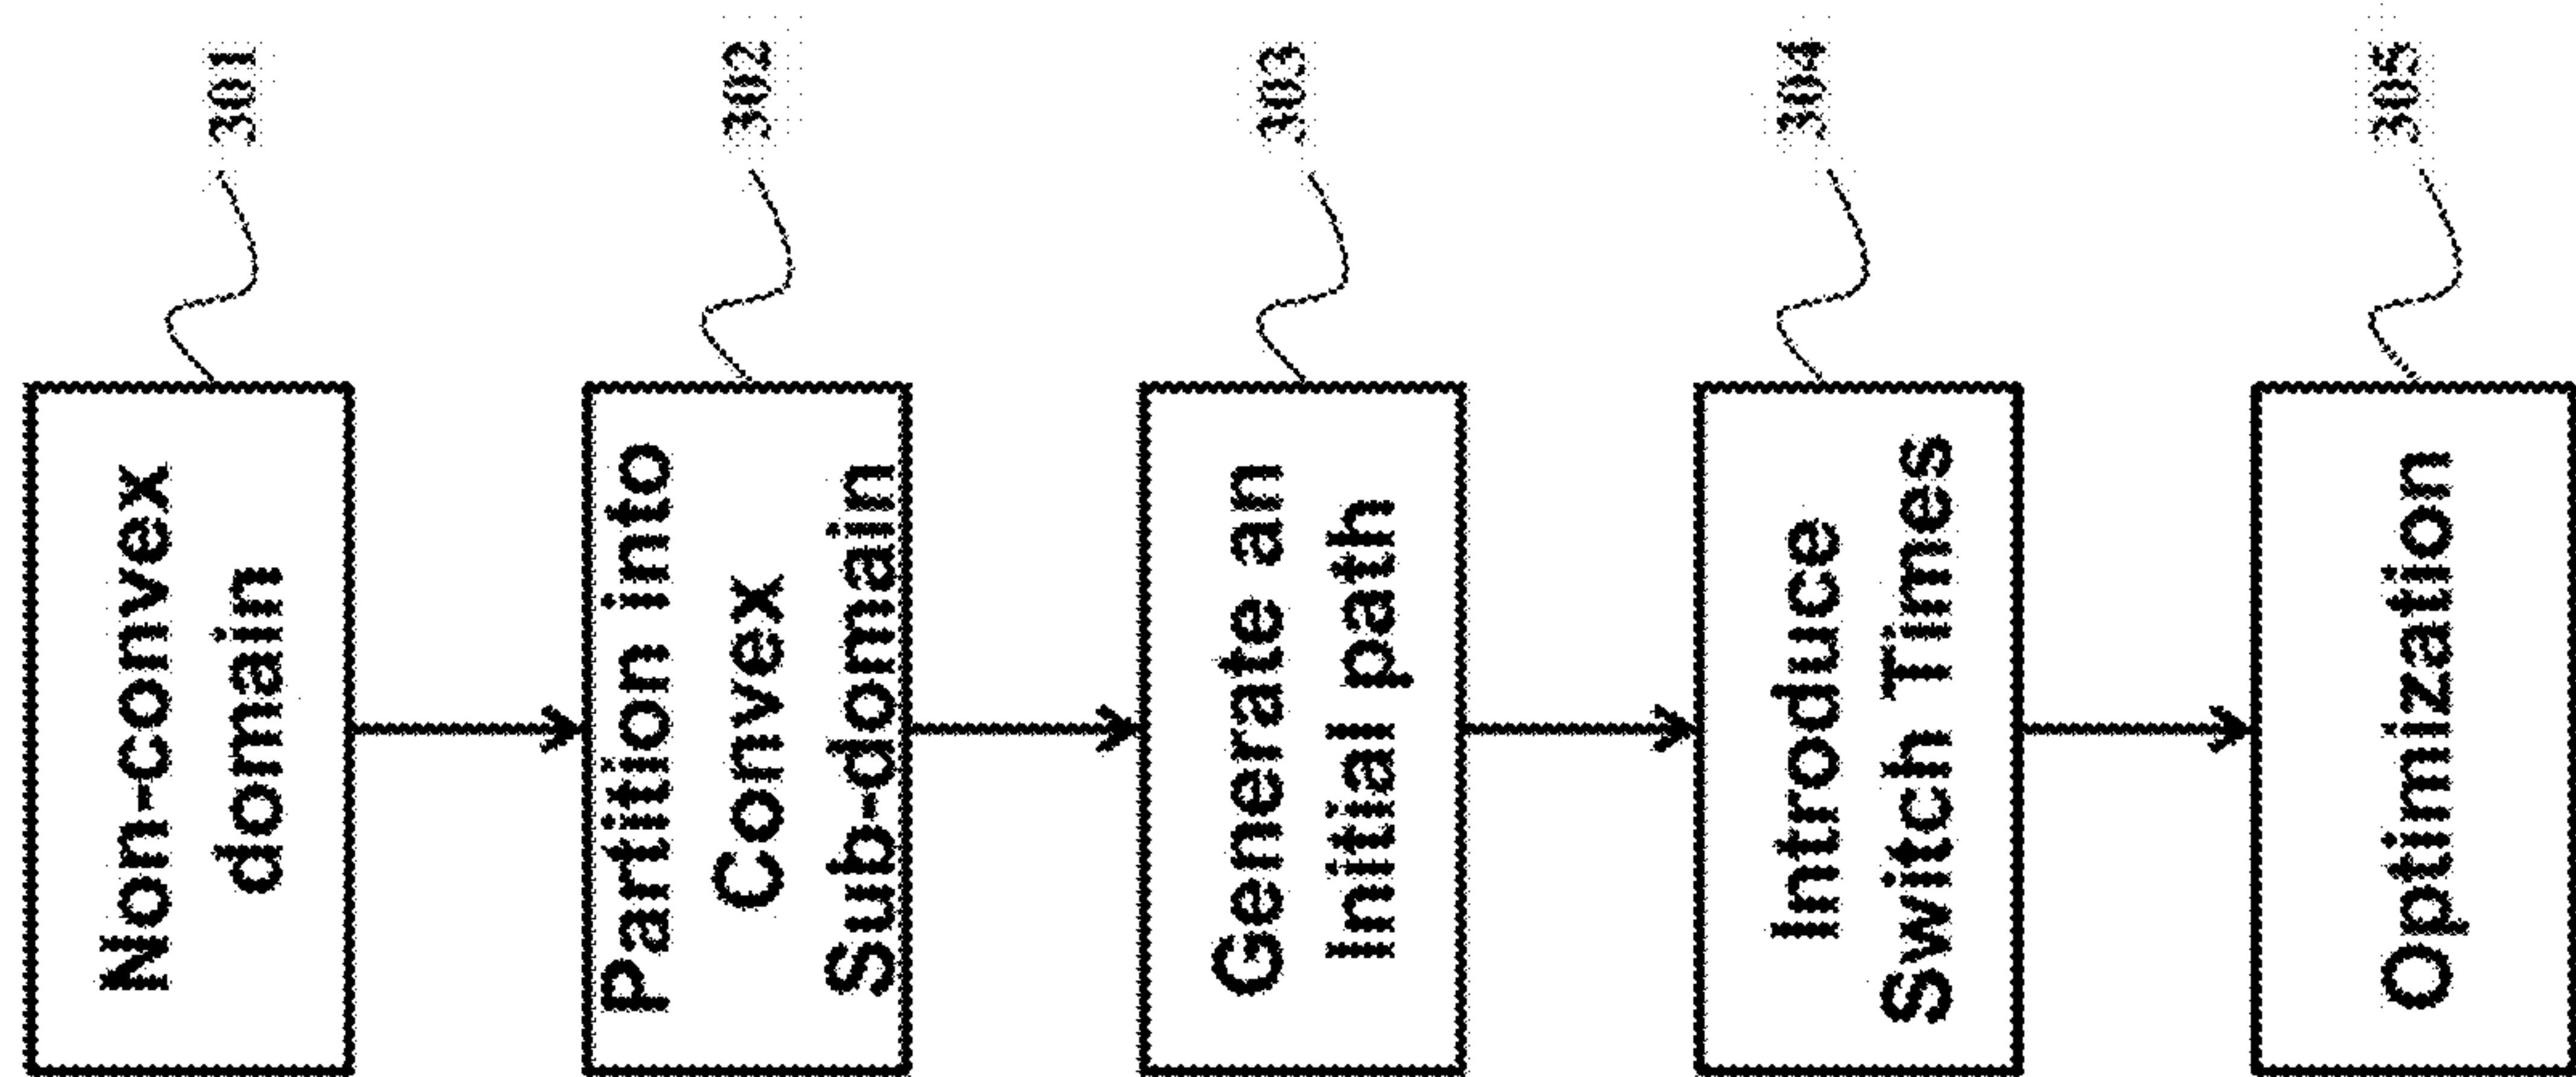 Non-convex
domain
301
Partition into
Convex
Sub-domain
302
Generate an
Initial path
303
Introduce
Switch Times
304
Optimization
305